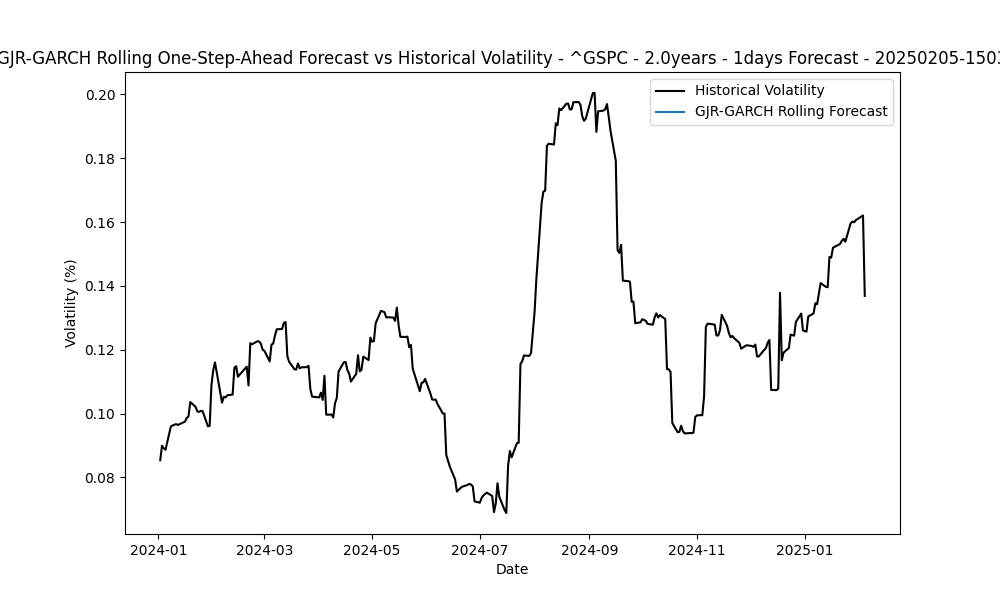 GJR-GARCH Rolling One-Step-Ahead Forecast vs Historical Volatility - ^GSPC - 2.0years - 1days Forecast - 20250205-1503
Historical Volatility
GJR-GARCH Rolling Forecast
Volatility (%)
0.20
0.18
0.16
0.14
0.12
0.10
0.08
2024-01
2024-03
2024-05
2024-07
2024-09
2024-11
2025-01
Date